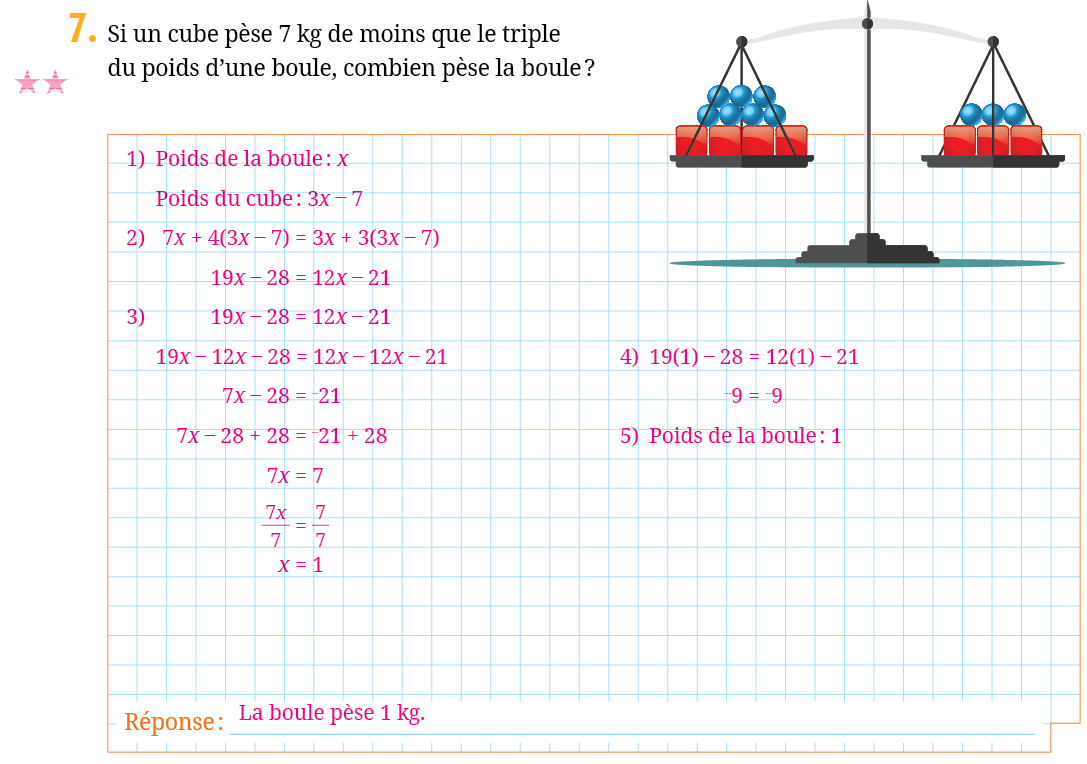 7. Si un cube pèse 7 kg de moins que le triple
du poids d’une boule, combien pèse la boule ?
1) Poids de la boule : x
Poids du cube : 3x – 7
2) 7x + 4(3x – 7) = 3x + 3(3x – 7)
19x – 28 = 12x – 21
3) 19x – 28 = 12x – 21
19x – 12x – 28 = 12x – 12x – 21
7x – 28 = ⁻21
7x – 28 + 28 = ⁻21 + 28
7x = 7
7x/7 = 7/7
x = 1
4) 19(1) – 28 = 12(1) – 21
⁻9 = ⁻9
5) Poids de la boule : 1
Réponse : La boule pèse 1 kg.